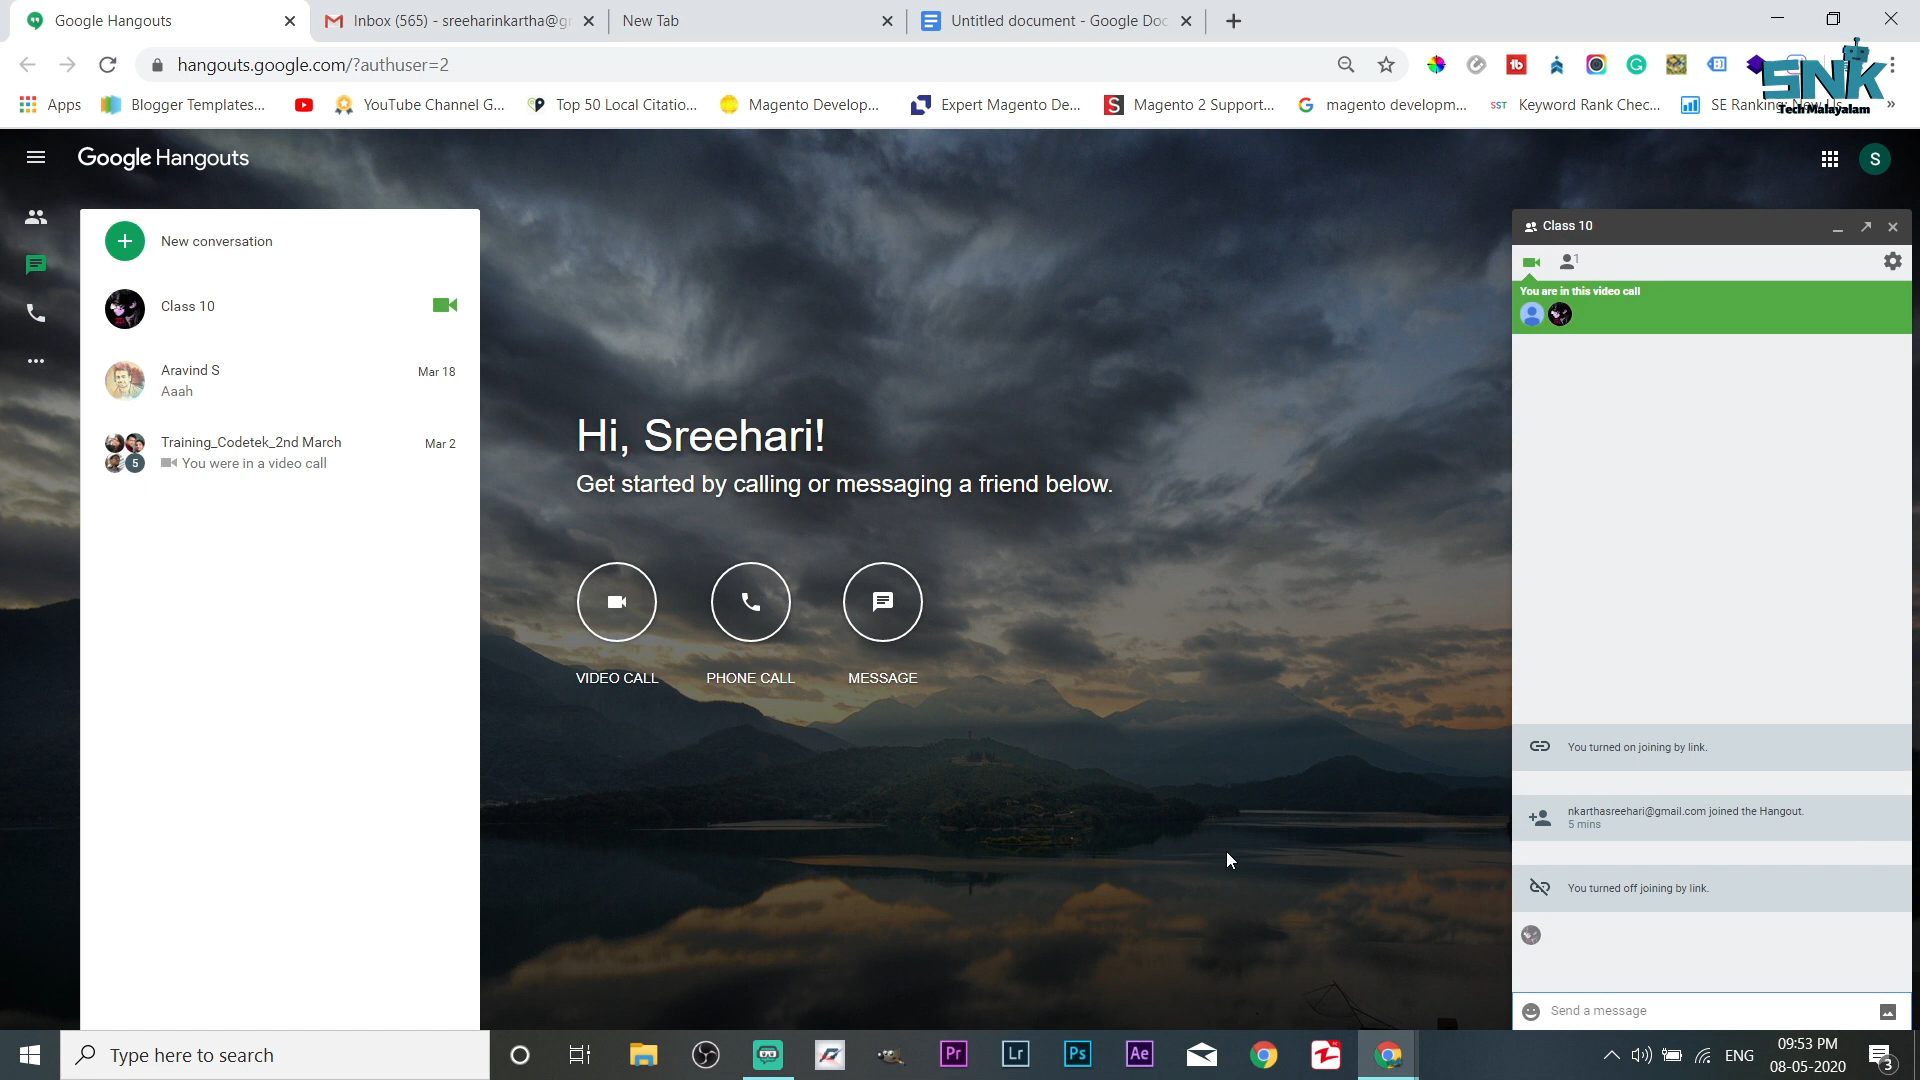 Google Hangouts
Inbox (565) - sreeharinkartha@g
New Tab
Untitled document - Google Doc
hangouts.google.com/?authuser=2
Apps
Blogger Templates...
YouTube Channel G...
Top 50 Local Citatio...
Magento Develop...
Expert Magento De...
Magento 2 Support...
magento developm...
SST Keyword Rank Chec...
SE Ranking: New Us
»
SNK
Tech Malayalam
Google Hangouts
S
New conversation
Class 10
Aravind S
Mar 18
Aaah
Training_Codetek_2nd March
Mar 2
5
You were in a video call
Hi, Sreehari!
Get started by calling or messaging a friend below.
VIDEO CALL
PHONE CALL
MESSAGE
Class 10
1
You are in this video call
You turned on joining by link.
nkarthasreehari@gmail.com joined the Hangout.
5 mins
You turned off joining by link.
Send a message
Type here to search
Pr
Lr
Ps
Ae
ENG
09:53 PM
08-05-2020
3